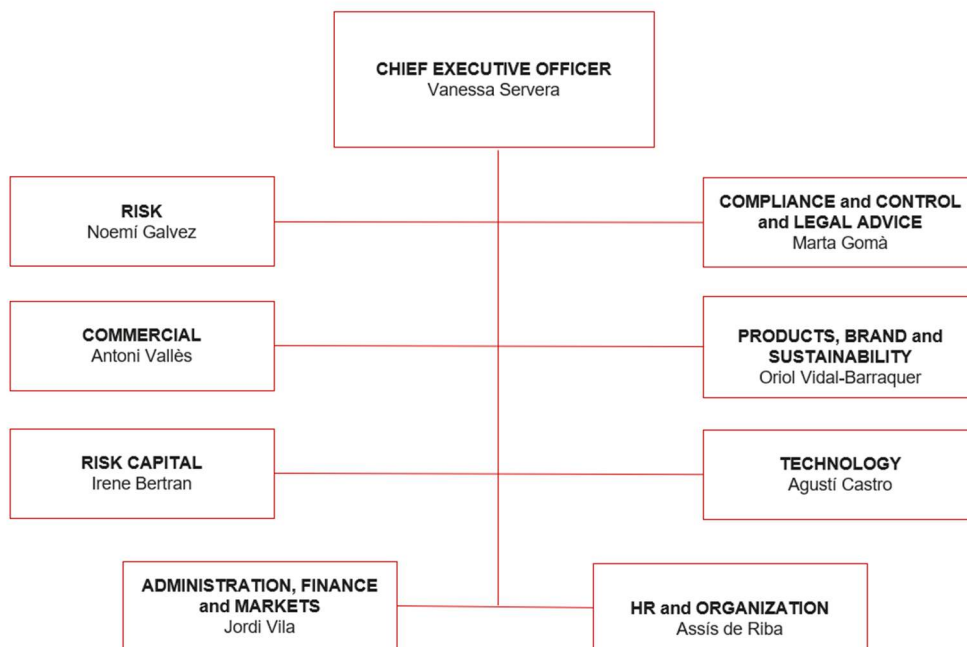 CHIEF EXECUTIVE OFFICER
Vanessa Servera
RISK
Noemí Galvez
COMPLIANCE and CONTROL
and LEGAL ADVICE
Marta Gomà
COMMERCIAL
Antoni Vallès
PRODUCTS, BRAND and
SUSTAINABILITY
Oriol Vidal-Barraquer
RISK CAPITAL
Irene Bertran
TECHNOLOGY
Agustí Castro
ADMINISTRATION, FINANCE
and MARKETS
Jordi Vila
HR and ORGANIZATION
Assís de Riba